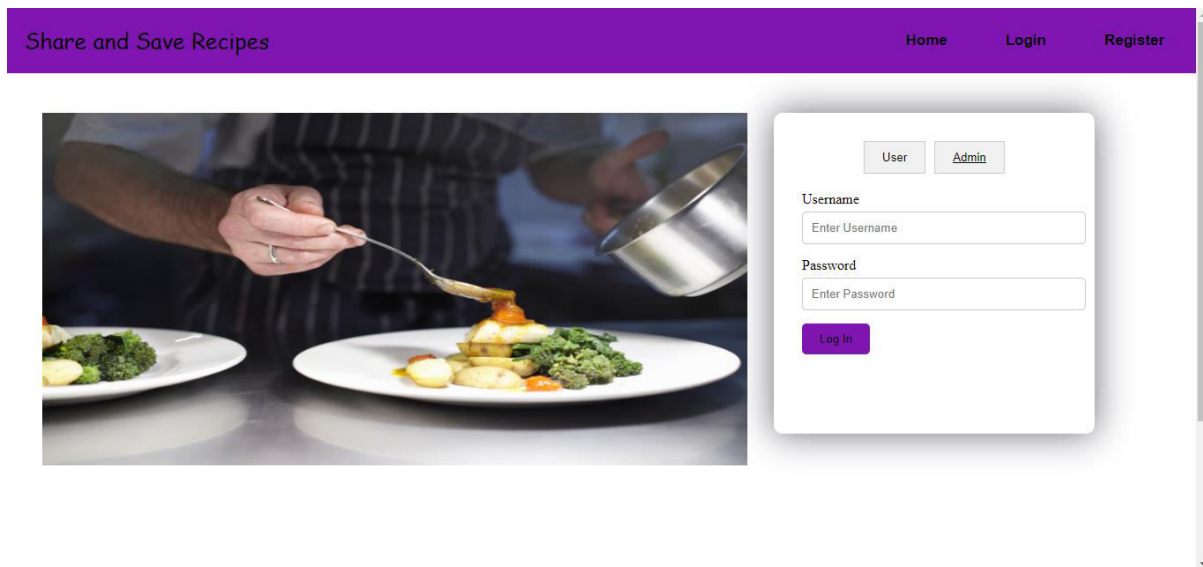 Share and Save Recipes
Home Login Register
User Admin
Username
Enter Username
Password
Enter Password
Log In